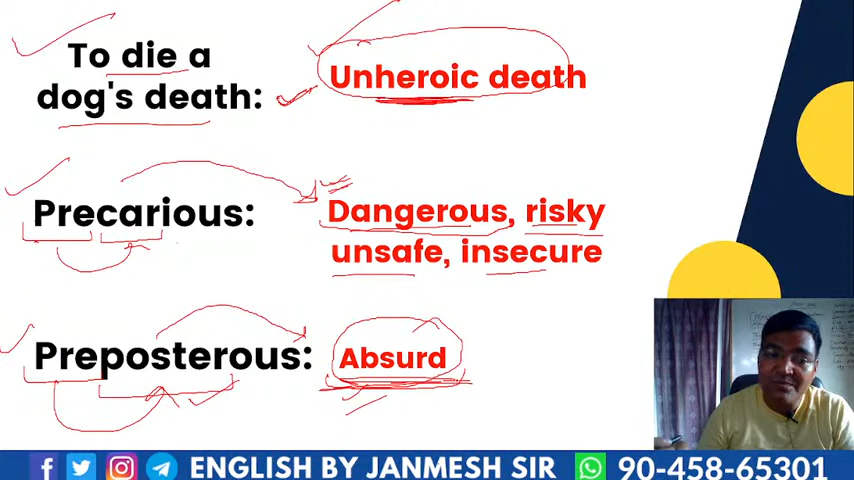 To die a
dog's death:
Unheroic death
Precarious:
Dangerous, risky
unsafe, insecure
Preposterous:
Absurd
ENGLISH BY JANMESH SIR 90-458-65301